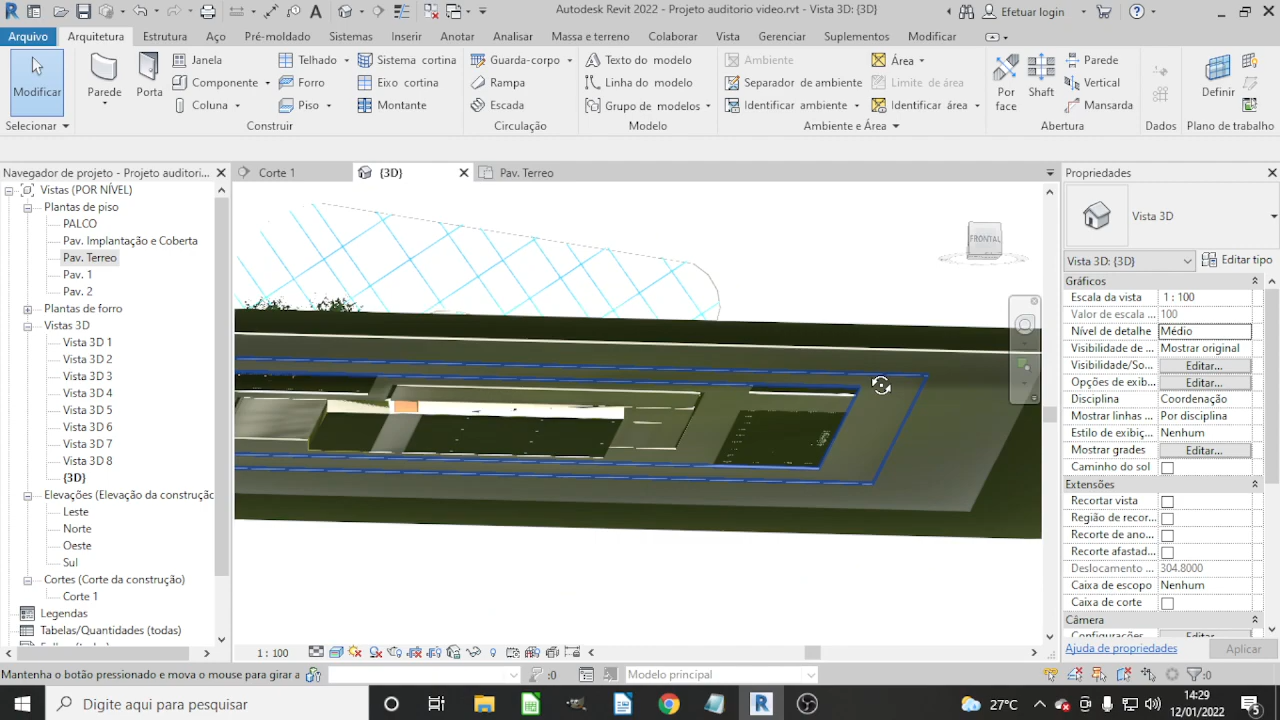 Autodesk Revit 2022 - Projeto auditorio video.rvt - Vista 3D: {3D}
Efetuar login
Arquivo Arquitetura Estrutura Aço Pré-moldado Sistemas Inserir Anotar Analisar Massa e terreno Colaborar Vista Gerenciar Suplementos Modificar
Modificar
Parede
Porta
Janela
Componente
Coluna
Telhado
Forro
Piso
Sistema cortina
Eixo cortina
Montante
Guarda-corpo
Rampa
Escada
Texto do modelo
Linha do modelo
Grupo de modelos
Ambiente
Separador de ambiente
Identificar ambiente
Área
Limite de área
Identificar área
Por face
Shaft
Parede
Vertical
Mansarda
Definir
Selecionar Construir Circulação Modelo Ambiente e Área Abertura Dados Plano de trabalho
Navegador de projeto - Projeto auditori...
Corte 1
{3D}
Pav. Terreo
Propriedades
Vistas (POR NÍVEL)
Plantas de piso
PALCO
Pav. Implantação e Coberta
Pav. Terreo
Pav. 1
Pav. 2
Plantas de forro
Vistas 3D
Vista 3D 1
Vista 3D 2
Vista 3D 3
Vista 3D 4
Vista 3D 5
Vista 3D 6
Vista 3D 7
Vista 3D 8
{3D}
Elevações (Elevação da construção
Leste
Norte
Oeste
Sul
Cortes (Corte da construção)
Corte 1
Legendas
Tabelas/Quantidades (todas)
FRONTAL
Vista 3D
Vista 3D: {3D} Editar tipo
Gráficos
Escala da vista 1 : 100
Valor de escala ... 100
Nível de detalhe Médio
Visibilidade de ... Mostrar original
Visibilidade/So... Editar...
Opções de exib... Editar...
Disciplina Coordenação
Mostrar linhas ... Por disciplina
Estilo de exibiç... Nenhum
Mostrar grades Editar...
Caminho do sol
Extensões
Recortar vista
Região de recor...
Recorte de ano...
Recorte afastad...
Deslocamento ... 304.8000
Caixa de escopo Nenhum
Caixa de corte
Câmera
Ajuda de propriedades Aplicar
1 : 100
Mantenha o botão pressionado e mova o mouse para girar a
:0
Modelo principal
:0
Digite aqui para pesquisar
27°C
14:29
12/01/2022
5